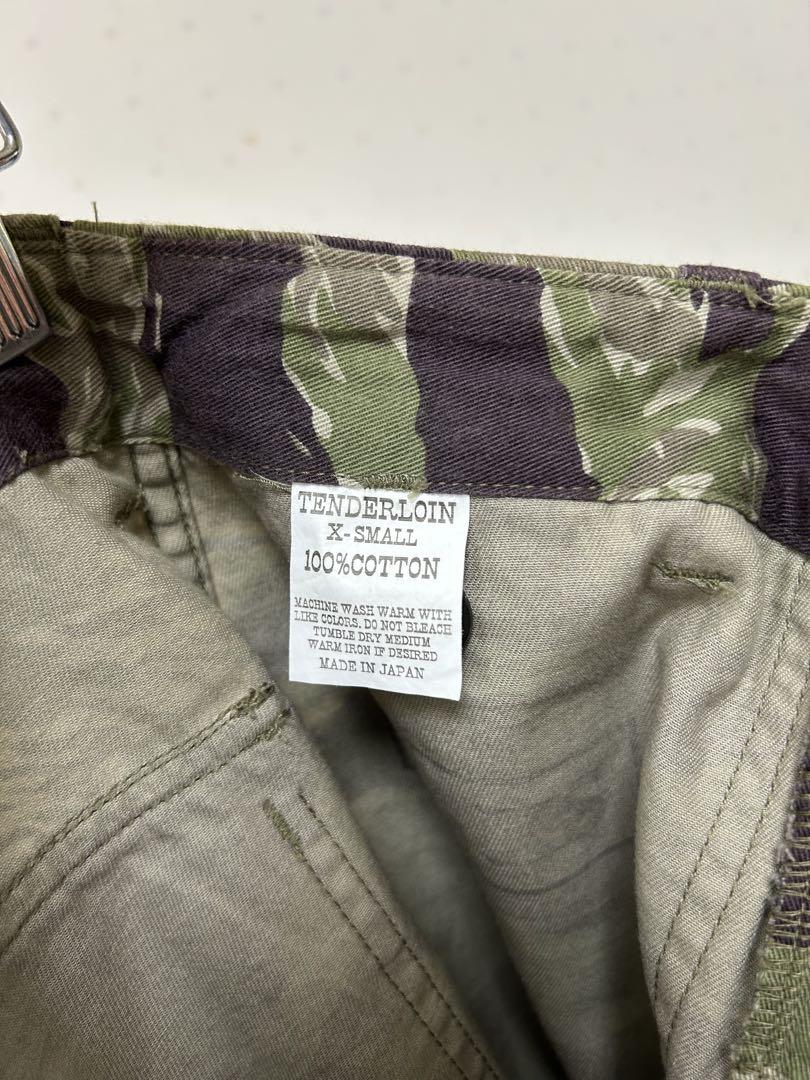 TENDERLOIN
X-SMALL
100%COTTON
MACHINE WASH WARM WITH
LIKE COLORS. DO NOT BLEACH
TUMBLE DRY MEDIUM
WARM IRON IF DESIRED
MADE IN JAPAN